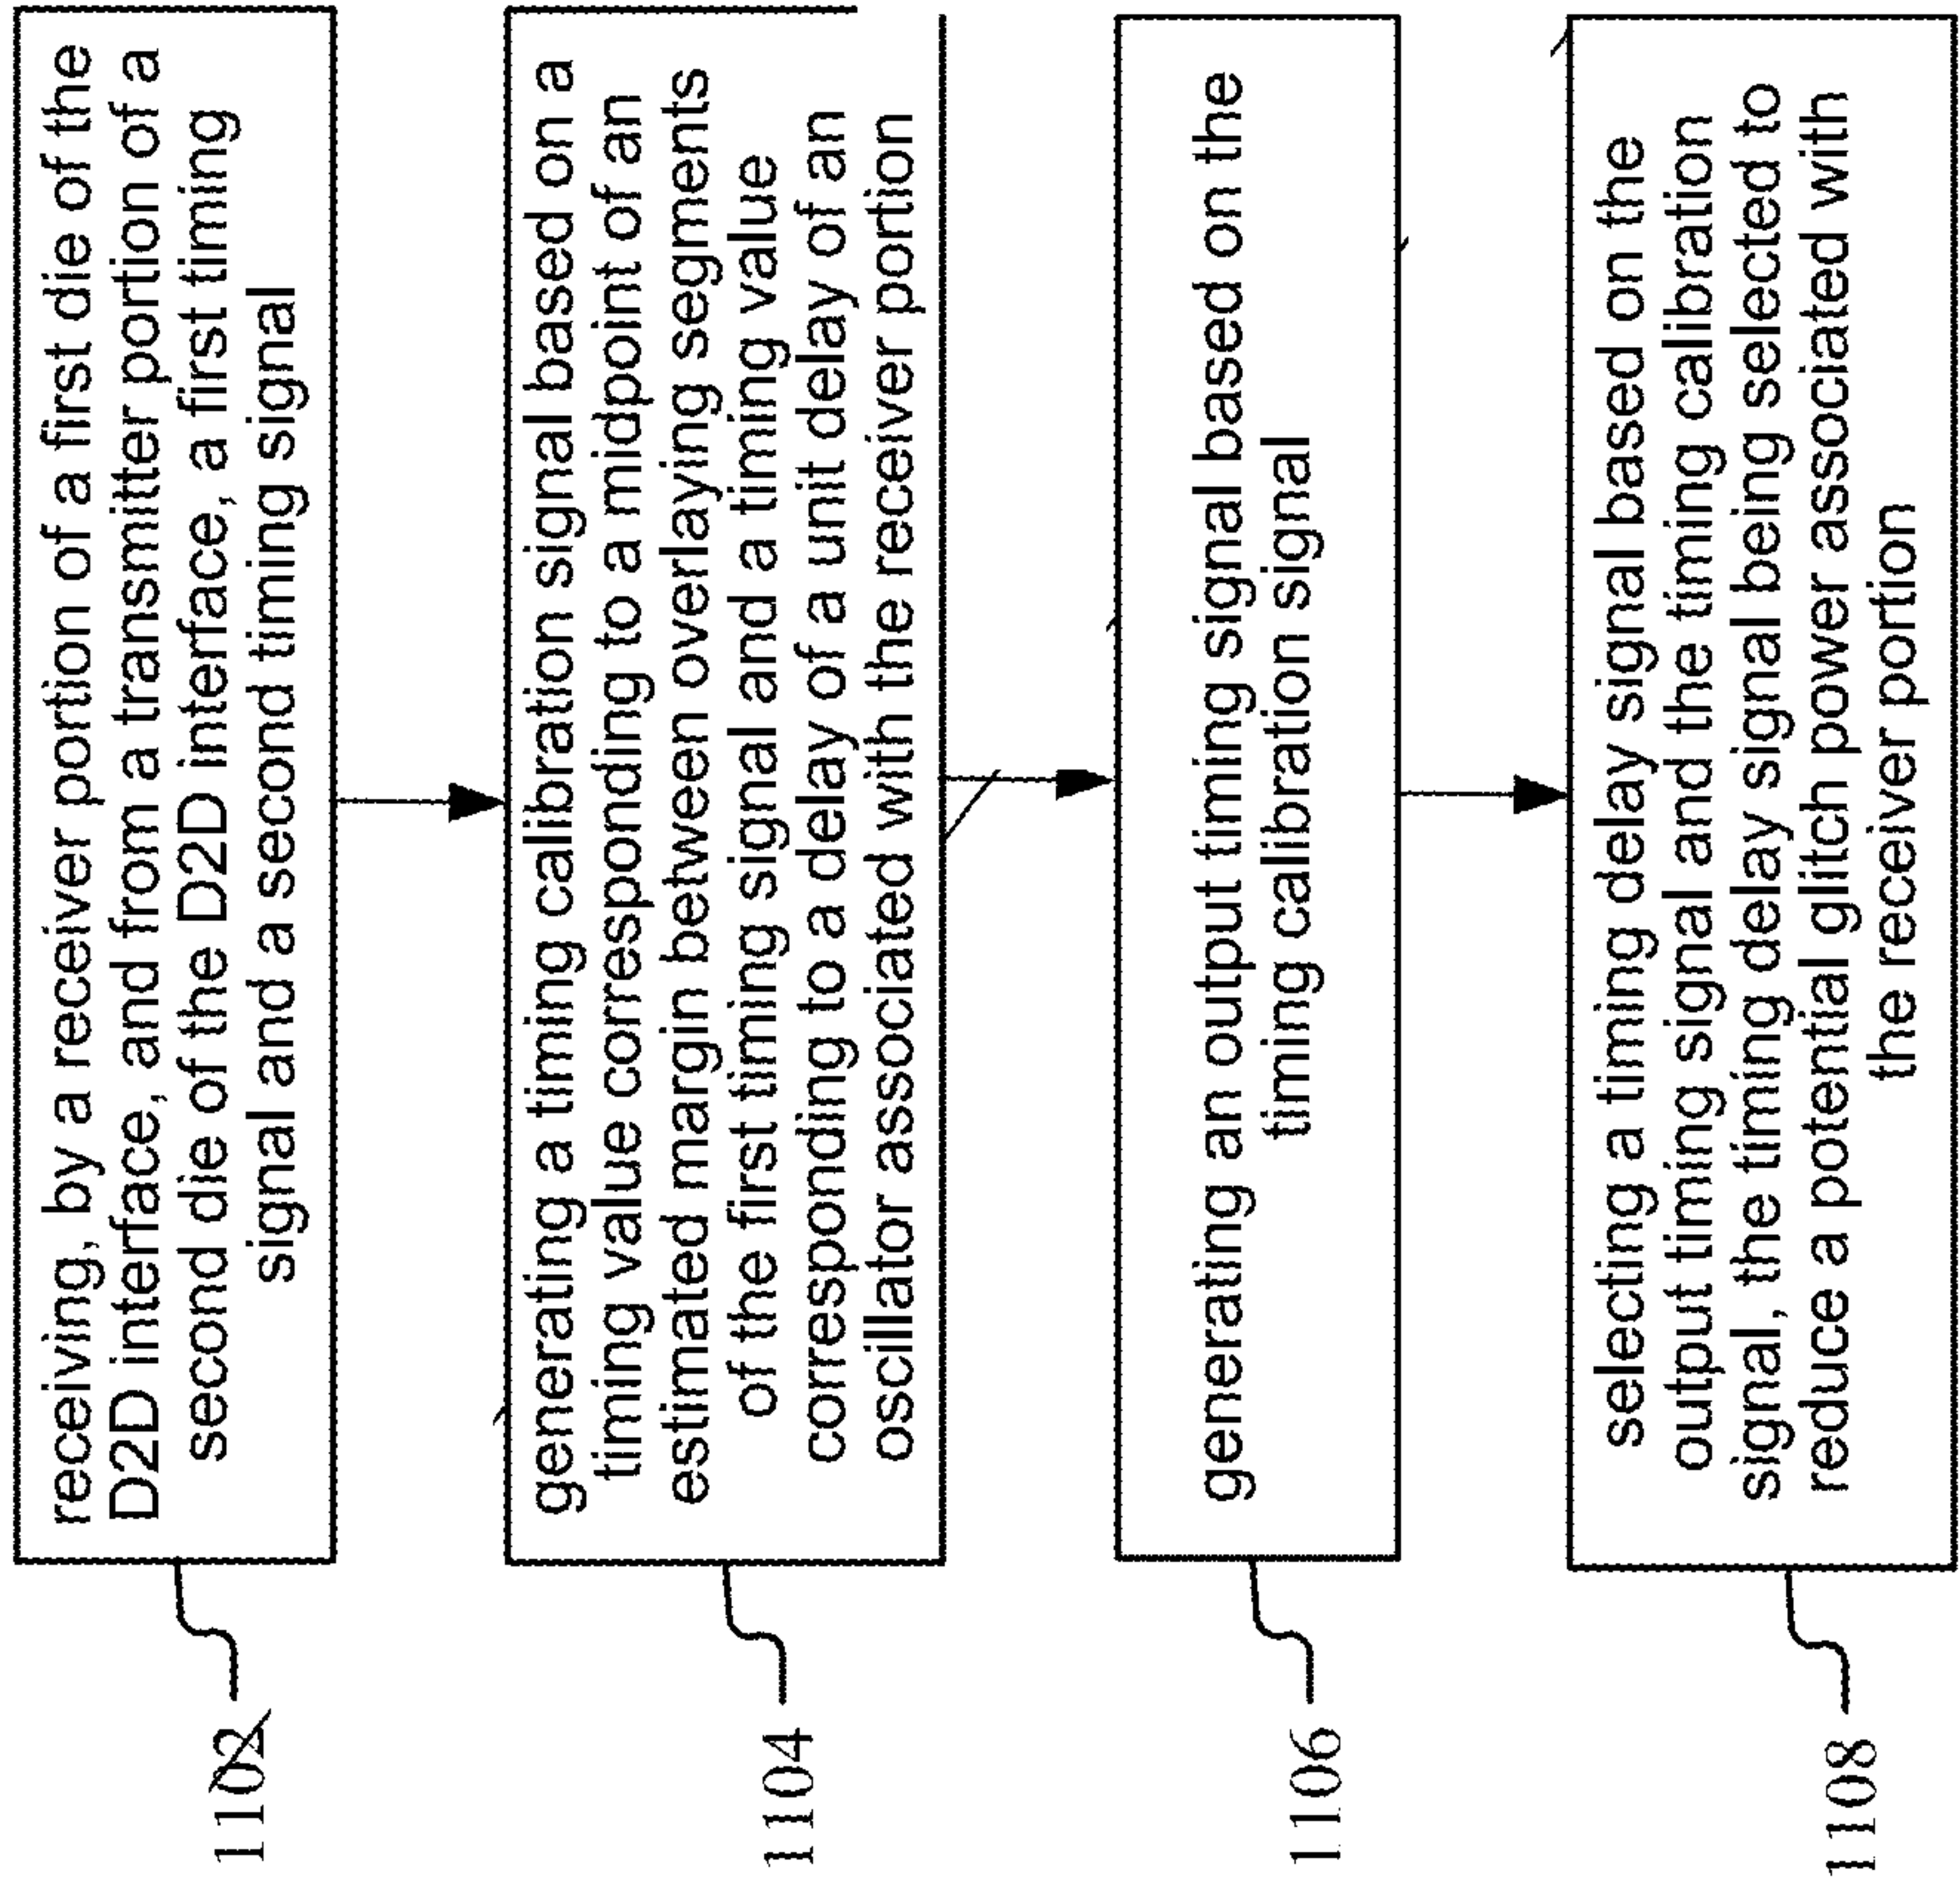 1102
receiving, by a receiver portion of a first die of the
D2D interface, and from a transmitter portion of a
second die of the D2D interface, a first timing
signal and a second timing signal
1104
generating a timing calibration signal based on a
timing value corresponding to a midpoint of an
estimated margin between overlaying segments
of the first timing signal and a timing value
corresponding to a delay of a unit delay of an
oscillator associated with the receiver portion
1106
generating an output timing signal based on the
timing calibration signal
1108
selecting a timing delay signal based on the
output timing signal and the timing calibration
signal, the timing delay signal being selected to
reduce a potential glitch power associated with
the receiver portion